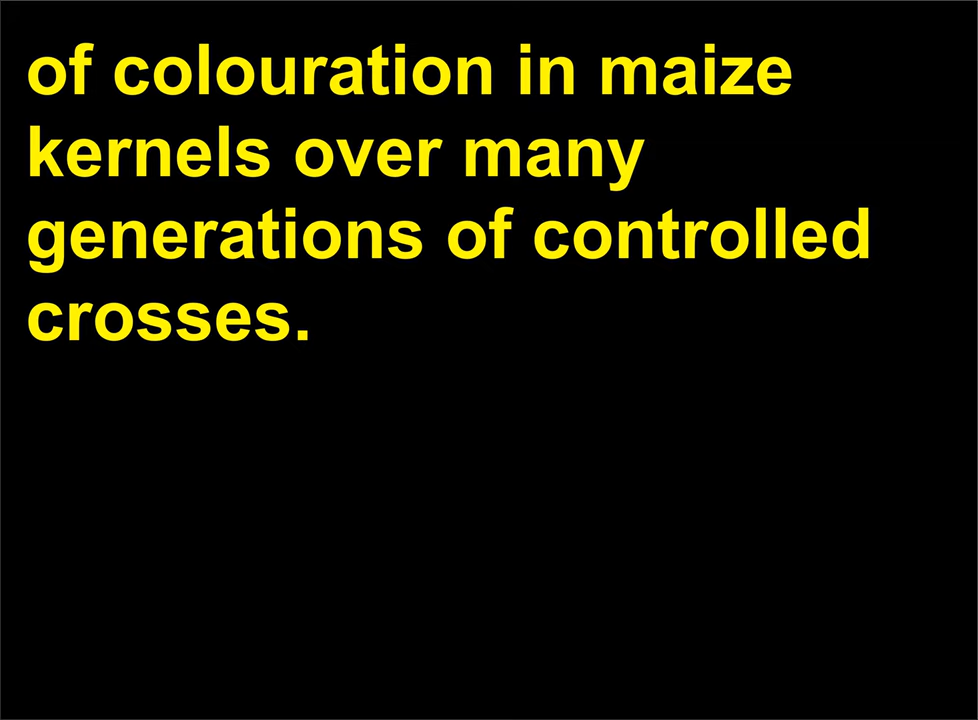 of colouration in maize
kernels over many
generations of controlled
crosses.